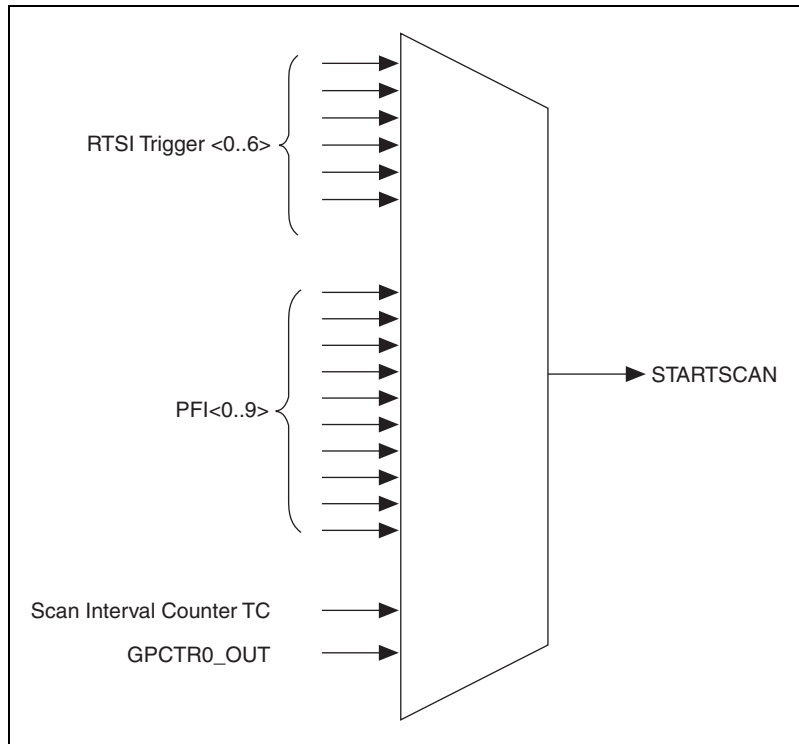 RTSI Trigger <0..6>
PFI<0..9>
STARTSCAN
Scan Interval Counter TC
GPCTR0_OUT